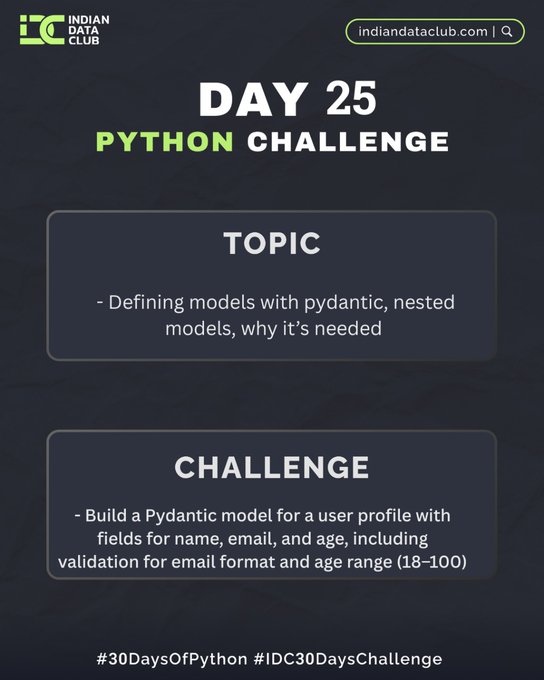 INDIAN
DATA
CLUB
indiandataclub.com |
DAY 25
PYTHON CHALLENGE
TOPIC
- Defining models with pydantic, nested
models, why it's needed
CHALLENGE
- Build a Pydantic model for a user profile with
fields for name, email, and age, including
validation for email format and age range (18–100)
#30DaysOfPython #IDC30DaysChallenge